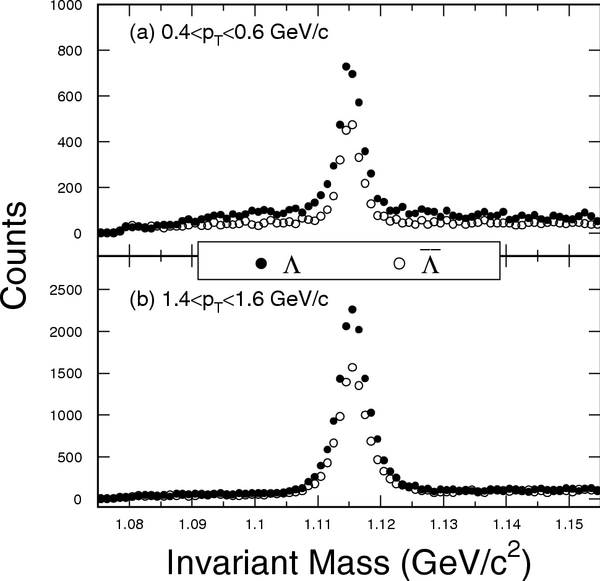 1000
(a) 0.4<p_T<0.6 GeV/c
800
600
400
200
0
Counts
Λ Λ̅
(b) 1.4<p_T<1.6 GeV/c
2500
2000
1500
1000
500
0
1.08 1.09 1.1 1.11 1.12 1.13 1.14 1.15
Invariant Mass (GeV/c²)